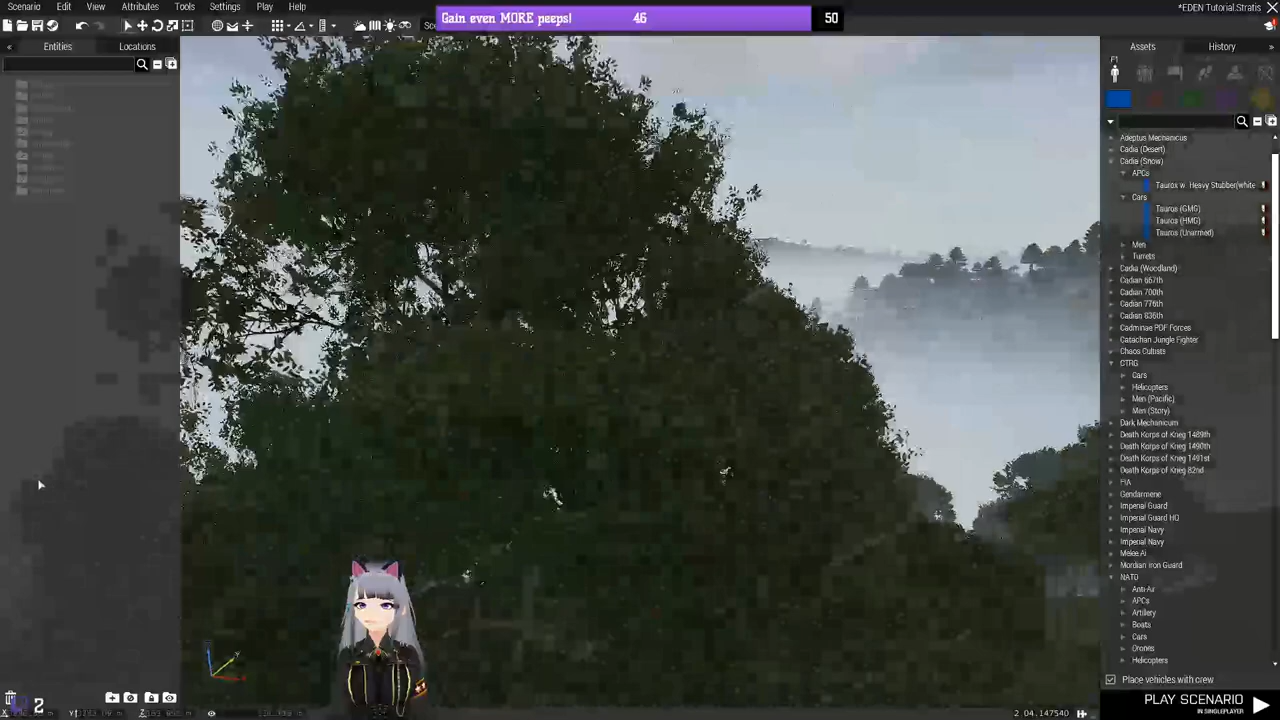 Scenario Edit View Attributes Tools Settings Play Help
Gain even MORE peeps! 46 50
*EDEN Tutorial.Stratis
Entities Locations
Assets History
F1
Adeptus Mechanicus
Cadia (Desert)
Cadia (Snow)
APCs
Taurox w Heavy Stubber(white
Cars
Tauros (GMG)
Tauros (HMG)
Tauros (Unarmed)
Men
Turrets
Cadia (Woodland)
Cadian 667th
Cadian 700th
Cadian 776th
Cadian 836th
Cadminae PDF Forces
Catachan Jungle Fighter
Chaos Cultists
CTRG
Cars
Helicopters
Men (Pacific)
Men (Story)
Dark Mechanicum
Death Korps of Krieg 1489th
Death Korps of Krieg 1490th
Death Korps of Krieg 1491st
Death Korps of Krieg 82nd
FIA
Gendarmerie
Imperial Guard
Imperial Guard HQ
Imperial Navy
Imperial Navy
Melee Ai
Mordian Iron Guard
NATO
Anti-Air
APCs
Artillery
Boats
Cars
Drones
Helicopters
Place vehicles with crew
PLAY SCENARIO
IN SINGLEPLAYER
2.04.147540